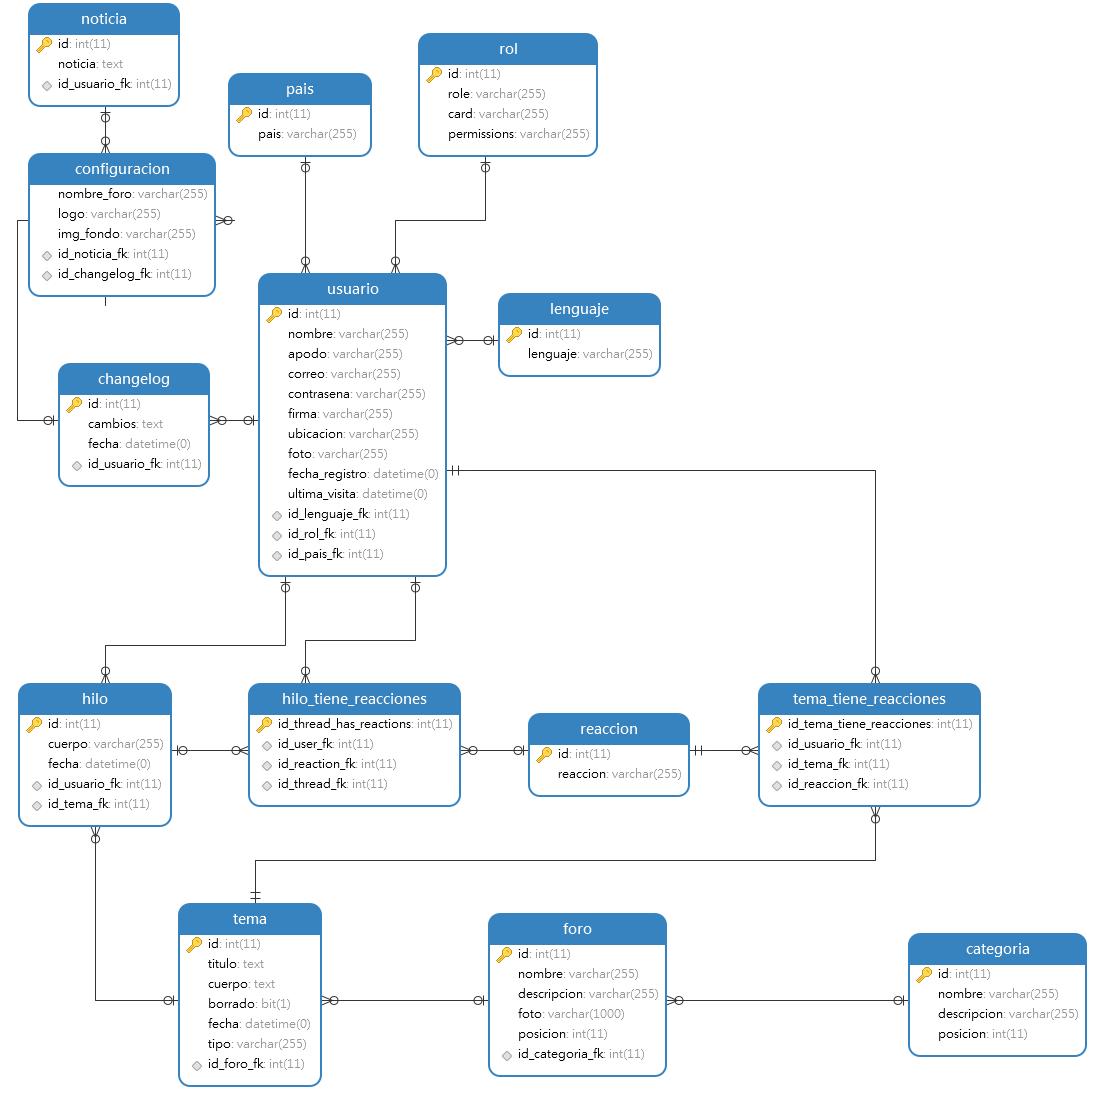 noticia
id: int(11)
noticia: text
id_usuario_fk: int(11)
pais
id: int(11)
pais: varchar(255)
rol
id: int(11)
role: varchar(255)
card: varchar(255)
permissions: varchar(255)
configuracion
nombre_foro: varchar(255)
logo: varchar(255)
img_fondo: varchar(255)
id_noticia_fk: int(11)
id_changelog_fk: int(11)
usuario
id: int(11)
nombre: varchar(255)
apodo: varchar(255)
correo: varchar(255)
contrasena: varchar(255)
firma: varchar(255)
ubicacion: varchar(255)
foto: varchar(255)
fecha_registro: datetime(0)
ultima_visita: datetime(0)
id_lenguaje_fk: int(11)
id_rol_fk: int(11)
id_pais_fk: int(11)
lenguaje
id: int(11)
lenguaje: varchar(255)
changelog
id: int(11)
cambios: text
fecha: datetime(0)
id_usuario_fk: int(11)
hilo
id: int(11)
cuerpo: varchar(255)
fecha: datetime(0)
id_usuario_fk: int(11)
id_tema_fk: int(11)
hilo_tiene_reacciones
id_thread_has_reactions: int(11)
id_user_fk: int(11)
id_reaction_fk: int(11)
id_thread_fk: int(11)
reaccion
id: int(11)
reaccion: varchar(255)
tema_tiene_reacciones
id_tema_tiene_reacciones: int(11)
id_usuario_fk: int(11)
id_tema_fk: int(11)
id_reaccion_fk: int(11)
tema
id: int(11)
titulo: text
cuerpo: text
borrado: bit(1)
fecha: datetime(0)
tipo: varchar(255)
id_foro_fk: int(11)
foro
id: int(11)
nombre: varchar(255)
descripcion: varchar(255)
foto: varchar(1000)
posicion: int(11)
id_categoria_fk: int(11)
categoria
id: int(11)
nombre: varchar(255)
descripcion: varchar(255)
posicion: int(11)